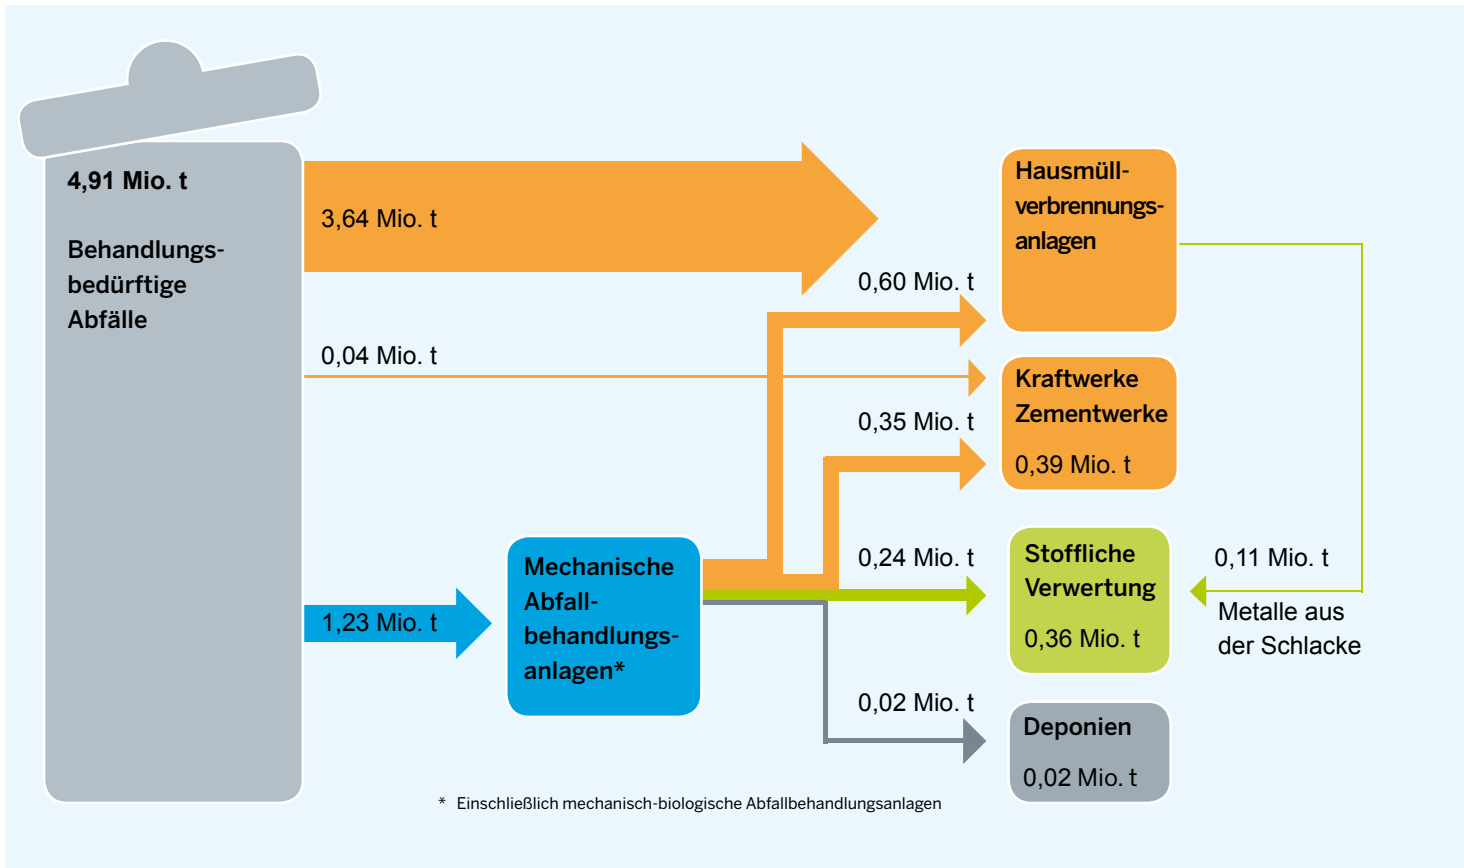 4,91 Mio. t
Behandlungs-
bedürftige
Abfälle
3,64 Mio. t
0,04 Mio. t
1,23 Mio. t
Mechanische
Abfall-
behandlungs-
anlagen*
0,60 Mio. t
0,35 Mio. t
0,24 Mio. t
0,02 Mio. t
Hausmüll-
verbrennungs-
anlagen
Kraftwerke
Zementwerke
0,39 Mio. t
Stoffliche
Verwertung
0,36 Mio. t
0,11 Mio. t
Metalle aus
der Schlacke
Deponien
0,02 Mio. t
* Einschließlich mechanisch-biologische Abfallbehandlungsanlagen